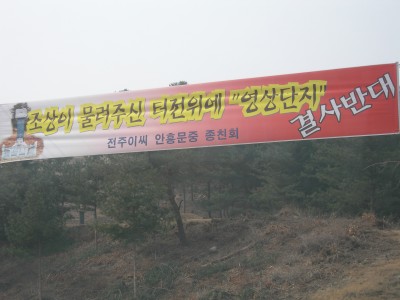 조상이 물려주신 터전위에 "영상단지"
결사반대
전주이씨 안흥문중 종친회